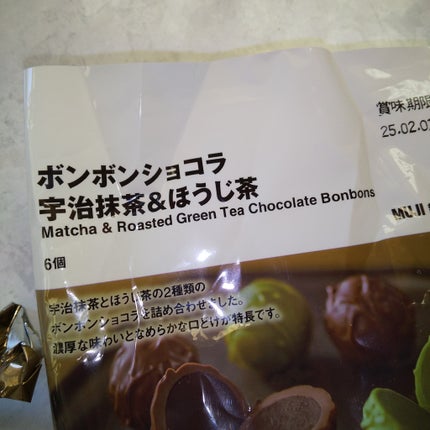 賞味期限
25.02.0
ボンボンショコラ
宇治抹茶&ほうじ茶
Matcha & Roasted Green Tea Chocolate Bonbons
MUJI
6個
宇治抹茶とほうじ茶の2種類の
ボンボンショコラを詰め合わせました。
濃厚な味わいとなめらかな口どけが特長です。